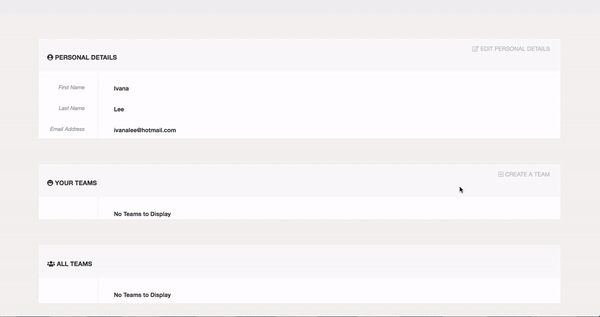 EDIT PERSONAL DETAILS
PERSONAL DETAILS
First Name Ivana
Last Name Lee
Email Address ivanalee@hotmail.com
CREATE A TEAM
YOUR TEAMS
No Teams to Display
ALL TEAMS
No Teams to Display